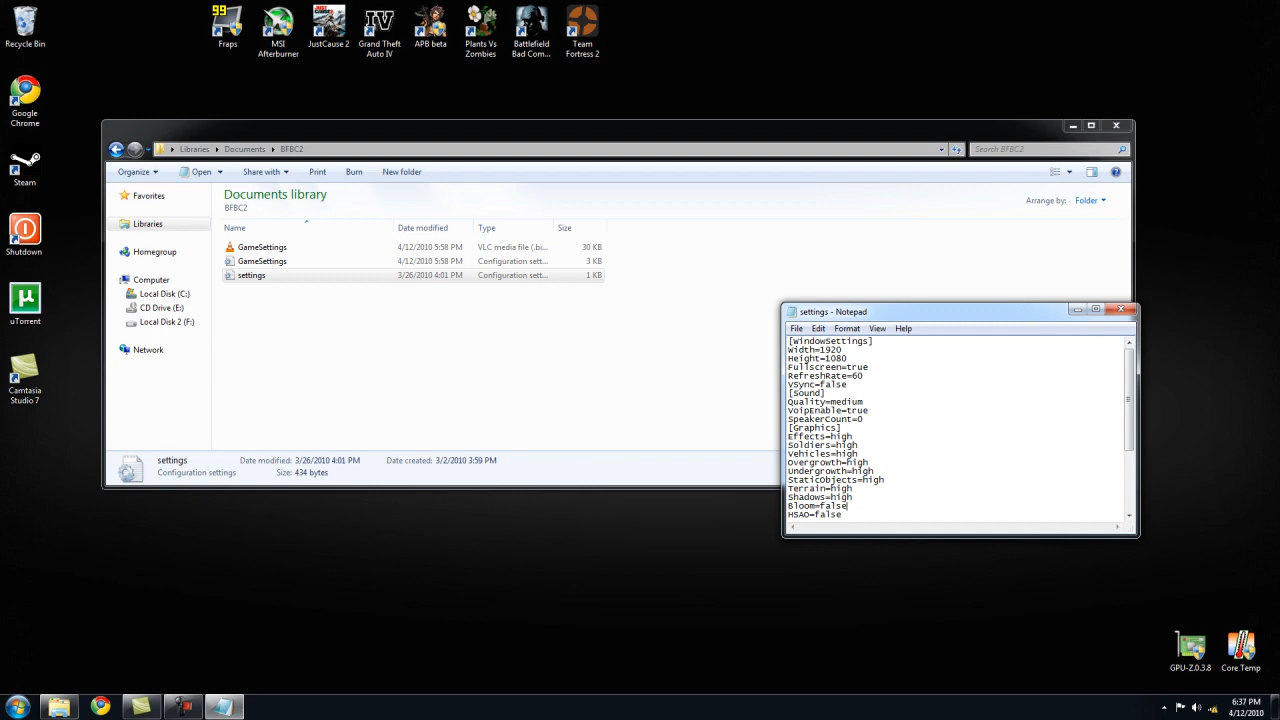 Recycle Bin
99
Fraps
MSI
Afterburner
JustCause 2
IV
Grand Theft
Auto IV
APB beta
Plants Vs
Zombies
Battlefield
Bad Com...
Team
Fortress 2
Google
Chrome
Steam
Shutdown
µ
uTorrent
Camtasia
Studio 7
Libraries
Documents
BFBC2
Search BFBC2
Organize
Open
Share with
Print
Burn
New folder
Favorites
Libraries
Homegroup
Computer
Local Disk (C:)
CD Drive (E:)
Local Disk 2 (F:)
Network
Documents library
BFBC2
Arrange by: Folder
Name Date modified Type Size
GameSettings 4/12/2010 5:58 PM VLC media file (.bi... 30 KB
GameSettings 4/12/2010 5:58 PM Configuration sett... 3 KB
settings 3/26/2010 4:01 PM Configuration sett... 1 KB
settings Date modified: 3/26/2010 4:01 PM Date created: 3/2/2010 3:59 PM
Configuration settings Size: 434 bytes
settings - Notepad
File Edit Format View Help
[WindowSettings]
Width=1920
Height=1080
Fullscreen=true
RefreshRate=60
VSync=false
[Sound]
Quality=medium
VoipEnable=true
SpeakerCount=0
[Graphics]
Effects=high
Soldiers=high
Vehicles=high
Overgrowth=high
Undergrowth=high
StaticObjects=high
Terrain=high
Shadows=high
Bloom=false
HSAO=false
GPU-Z.0.3.8
Core Temp
6:37 PM
4/12/2010